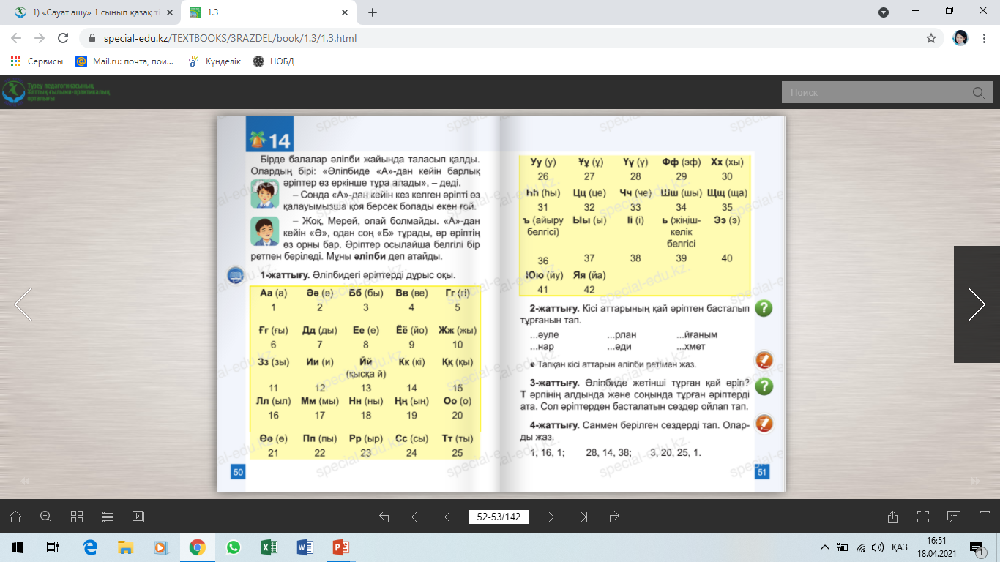 1) «Сауат ашу» 1 сынып қазақ ті
1.3
special-edu.kz/TEXTBOOKS/3RAZDEL/book/1.3/1.3.html
Сервисы
Mail.ru: почта, пои...
Күнделік
НОБД
Түзеу педагогикасының
Ұлттық ғылыми-практикалық
орталығы
Поиск
14
Бірде балалар әліпби жайында таласып қалды.
Олардың бірі: «Әліпбиде «А»-дан кейін барлық
әріптер өз еркінше тұра алады», – деді.
– Сонда «А»-дан кейін кез келген әріпті өз
қалауымызша қоя берсек болады екен ғой.
– Жоқ, Мерей, олай болмайды. «А»-дан
кейін «Ә», одан соң «Б» тұрады, әр әріптің
өз орны бар. Әріптер осылайша белгілі бір
ретпен беріледі. Мұны әліпби деп атайды.
1-жаттығу. Әліпбидегі әріптерді дұрыс оқы.
Аа (а) Әә (ә) Бб (бы) Вв (ве) Гг (гі)
1 2 3 4 5
Ғғ (ғы) Дд (ды) Ее (е) Ёё (йо) Жж (жы)
6 7 8 9 10
Зз (зы) Ии (и) Йй Кк (кі) Ққ (қы)
(қысқа й)
11 12 13 14 15
Лл (ыл) Мм (мы) Нн (ны) Ңң (ың) Оо (о)
16 17 18 19 20
Өө (ө) Пп (пы) Рр (ыр) Сс (сы) Тт (ты)
21 22 23 24 25
50
Уу (у) Ұұ (ұ) Үү (ү) Фф (эф) Хх (хы)
26 27 28 29 30
Һһ (һы) Цц (це) Чч (че) Шш (шы) Щщ (ща)
31 32 33 34 35
ъ (айыру Ыы (ы) Іі (і) ь (жіңіш- Ээ (э)
белгісі) келік
белгісі
36 37 38 39 40
Юю (йу) Яя (йа)
41 42
2-жаттығу. Кісі аттарының қай әріптен басталып
тұрғанын тап.
...әуле ...рлан ...йғаным
...нар ...әди ...хмет
Тапқан кісі аттарын әліпби ретімен жаз.
3-жаттығу. Әліпбиде жетінші тұрған қай әріп?
Т әрпінің алдында және соңында тұрған әріптерді
ата. Сол әріптерден басталатын сөздер ойлап тап.
4-жаттығу. Санмен берілген сөздерді тап. Олар-
ды жаз.
1, 16, 1; 28, 14, 38; 3, 20, 25, 1.
51
special-edu.kz.
52-53/142
ҚАЗ
16:51
18.04.2021
1